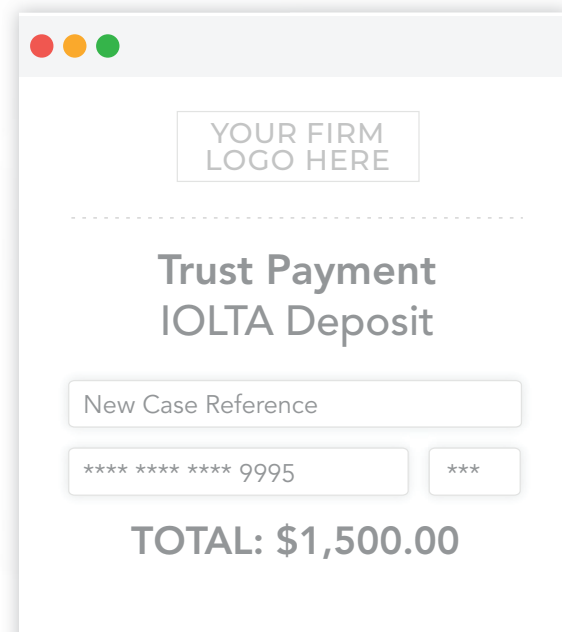 YOUR FIRM
LOGO HERE
Trust Payment
IOLTA Deposit
New Case Reference
**** **** **** 9995 ***
TOTAL: $1,500.00